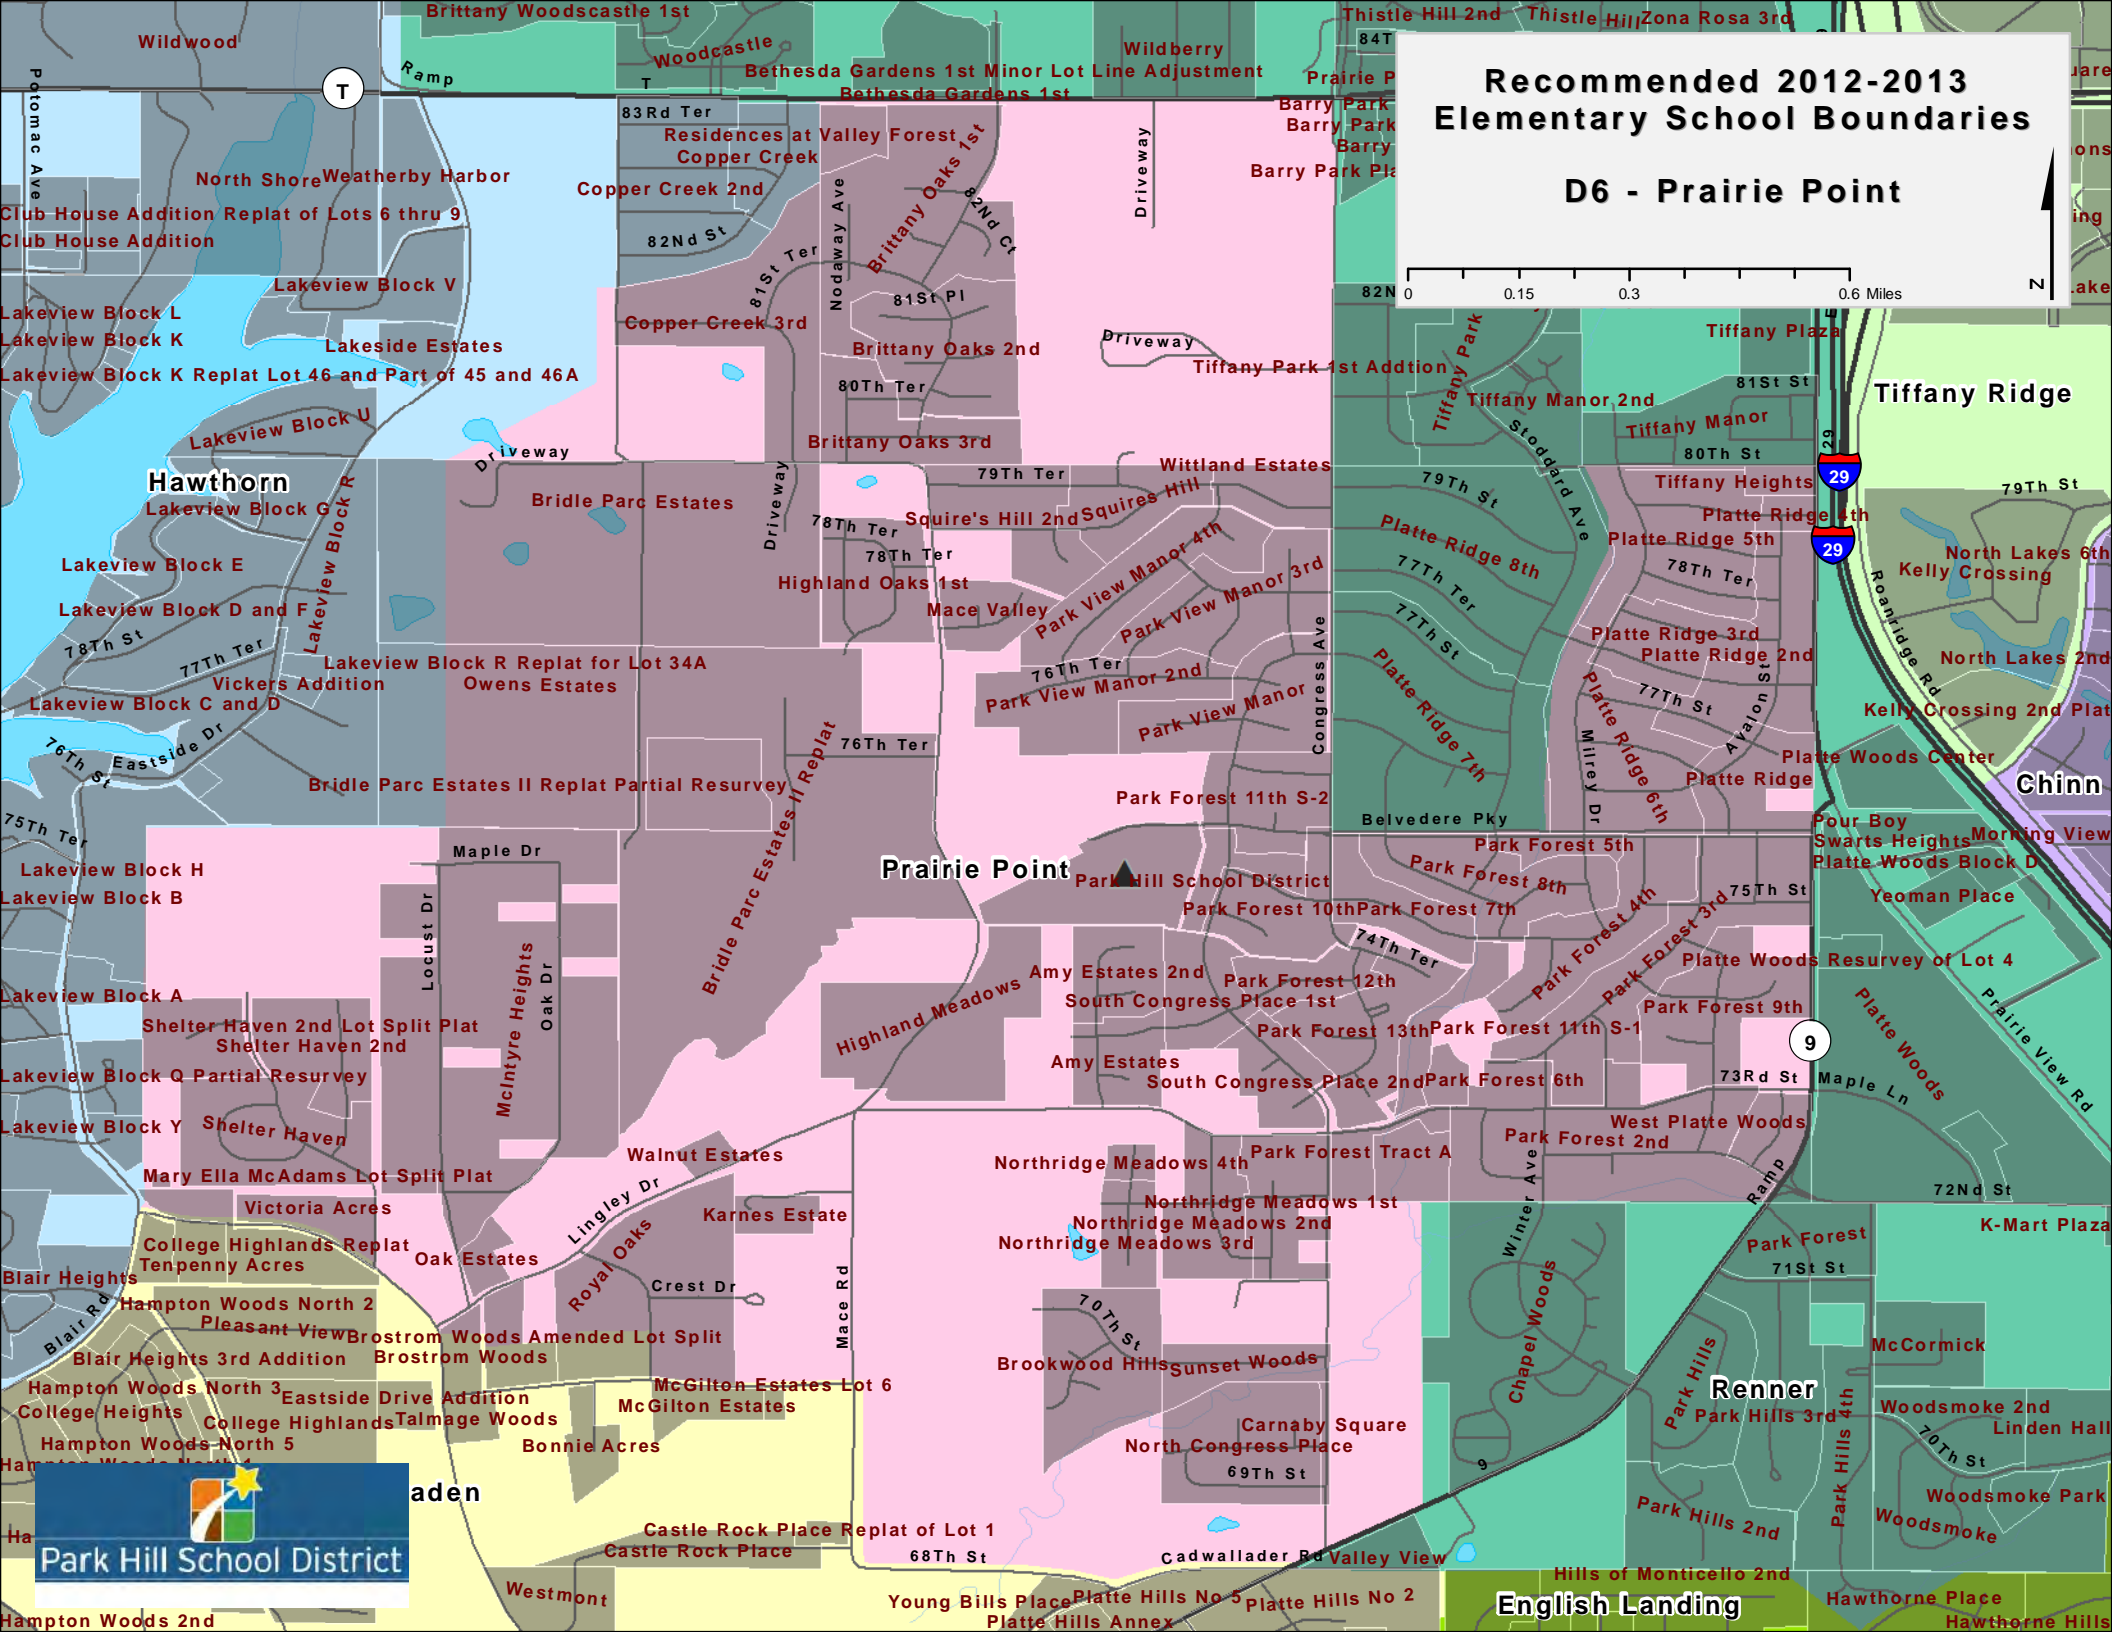 Recommended 2012-2013
Elementary School Boundaries
D6 - Prairie Point
0 0.15 0.3 0.6 Miles
Z
Brittany Woodscastle 1st
Thistle Hill 2nd
Thistle Hill
Zona Rosa 3rd
Wildwood
Woodcastle
Wildberry
84T
Ramp
T
T
Bethesda Gardens 1st Minor Lot Line Adjustment
Bethesda Gardens 1st
Prairie P
Barry Park
Barry Park
Barry
Barry Park Pla
Potomac Ave
83Rd Ter
Residences at Valley Forest
Copper Creek
Copper Creek 2nd
82Nd St
North Shore
Weatherby Harbor
Club House Addition Replat of Lots 6 thru 9
Club House Addition
Nodaway Ave
Brittany Oaks 1st
82Nd Ct
Driveway
81St Ter
81St Pl
Lakeview Block V
Lakeview Block L
Lakeview Block K
Lakeside Estates
Lakeview Block K Replat Lot 46 and Part of 45 and 46A
Copper Creek 3rd
Brittany Oaks 2nd
80Th Ter
Brittany Oaks 3rd
Driveway
Tiffany Park 1st Addtion
82N
Tiffany Park
Tiffany Plaza
81St St
Tiffany Manor 2nd
Tiffany Manor
80Th St
Tiffany Ridge
Lakeview Block U
Hawthorn
Lakeview Block G
Lakeview Block R
Driveway
Bridle Parc Estates
Driveway
79Th Ter
Wittland Estates
Squire's Hill 2nd
Squires Hill
78Th Ter
78Th Ter
Highland Oaks 1st
Mace Valley
Park View Manor 4th
Park View Manor 3rd
76Th Ter
Park View Manor 2nd
Park View Manor
Congress Ave
79Th St
Stoddard Ave
Platte Ridge 8th
77Th Ter
77Th St
Platte Ridge 7th
Tiffany Heights
Platte Ridge 4th
Platte Ridge 5th
78Th Ter
Platte Ridge 3rd
Platte Ridge 2nd
77Th St
Avalon St
Platte Ridge 6th
Milrey Dr
Platte Ridge
29
29
29
79Th St
North Lakes 6th
Kelly Crossing
Roanridge Rd
North Lakes 2nd
Kelly Crossing 2nd Plat
Platte Woods Center
Chinn
Lakeview Block E
Lakeview Block D and F
78Th St
77Th Ter
Vickers Addition
Lakeview Block C and D
Lakeview Block R Replat for Lot 34A
Owens Estates
76Th St
Eastside Dr
75Th Ter
Bridle Parc Estates II Replat Partial Resurvey
Bridle Parc Estates II Replat
76Th Ter
Park Forest 11th S-2
Belvedere Pky
Pour Boy
Swarts Heights
Morning View
Platte Woods Block D
Yeoman Place
Lakeview Block H
Lakeview Block B
Maple Dr
Locust Dr
McIntyre Heights
Oak Dr
Prairie Point
Park Hill School District
Park Forest 5th
Park Forest 8th
Park Forest 10th
Park Forest 7th
Park Forest 4th
Park Forest 3rd
75Th St
74Th Ter
Platte Woods Resurvey of Lot 4
Lakeview Block A
Shelter Haven 2nd Lot Split Plat
Shelter Haven 2nd
Lakeview Block Q Partial Resurvey
Lakeview Block Y
Shelter Haven
Mary Ella McAdams Lot Split Plat
Victoria Acres
Highland Meadows
Amy Estates 2nd
South Congress Place 1st
Amy Estates
South Congress Place 2nd
Park Forest 12th
Park Forest 13th
Park Forest 11th S-1
Park Forest 9th
Park Forest 6th
73Rd St
9
Maple Ln
Platte Woods
Prairie View Rd
West Platte Woods
Park Forest 2nd
Park Forest Tract A
Ramp
72Nd St
K-Mart Plaza
Walnut Estates
Lingley Dr
Karnes Estate
Royal Oaks
Crest Dr
Mace Rd
Northridge Meadows 4th
Northridge Meadows 1st
Northridge Meadows 2nd
Northridge Meadows 3rd
Winter Ave
Chapel Woods
Park Forest
71St St
College Highlands Replat
Tenpenny Acres
Oak Estates
Blair Heights
Blair Rd
Hampton Woods North 2
Pleasant View
Brostrom Woods Amended Lot Split
Brostrom Woods
Blair Heights 3rd Addition
Hampton Woods North 3
Eastside Drive Addition
College Heights
College Highlands
Talmage Woods
Hampton Woods North 5
Hampton Woods North 1
McGilton Estates Lot 6
McGilton Estates
Bonnie Acres
70Th St
Brookwood Hills
Sunset Woods
Carnaby Square
North Congress Place
69Th St
9
Park Hills
Renner
Park Hills 3rd
Park Hills 4th
McCormick
Woodsmoke 2nd
Linden Hall
70Th St
Woodsmoke Park
Woodsmoke
Park Hills 2nd
aden
Ha
Park Hill School District
Castle Rock Place Replat of Lot 1
Castle Rock Place
68Th St
Cadwallader Rd
Valley View
Hampton Woods 2nd
Westmont
Young Bills Place
Platte Hills No 5
Platte Hills Annex
Platte Hills No 2
English Landing
Hills of Monticello 2nd
Hawthorne Place
Hawthorne Hills